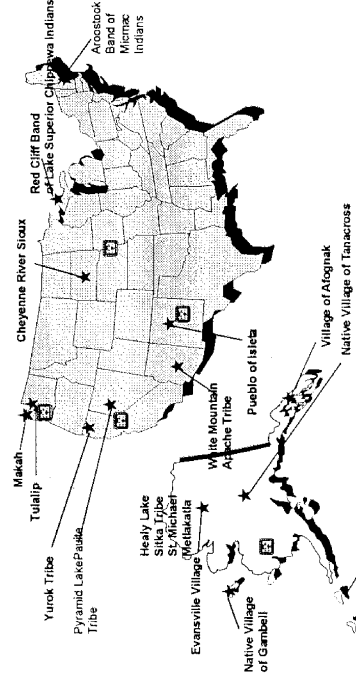 Makah
Tulalip
Yurok Tribe
Pyramid LakePaiute
Tribe
Cheyenne River Sioux
Red Cliff Band
of Lake Superior Chippewa Indians
Aroostook
Band of
Micmac
Indians
White Mountain
Apache Tribe
Pueblo of Isleta
Healy Lake
Sitka Tribe
St. Michael
Metlakatla
Evansville Village
Native Village
of Gambell
Village of Afognak
Native Village of Tanacross